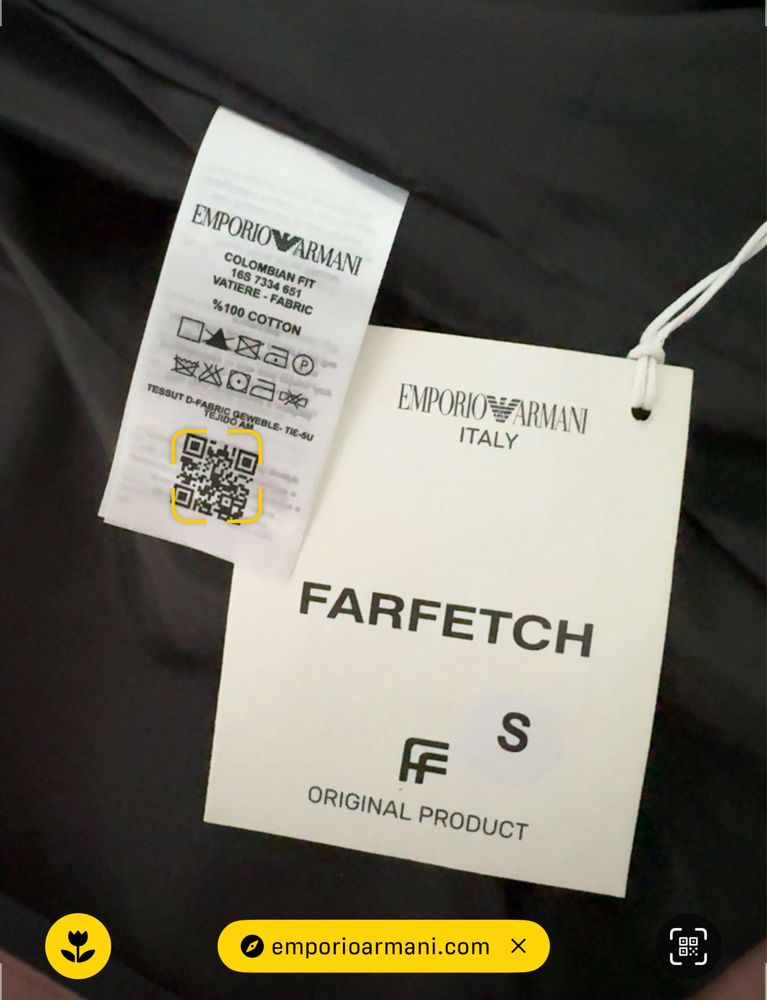 EMPORIO ARMANI
COLOMBIAN FIT
16S 7334 651
VATIERE - FABRIC
%100 COTTON
P
TESSUT D-FABRIC GEWEBLE- TIE-5U
TEJIDO AM
EMPORIO ARMANI
ITALY
FARFETCH
S
FF
ORIGINAL PRODUCT
emporioarmani.com